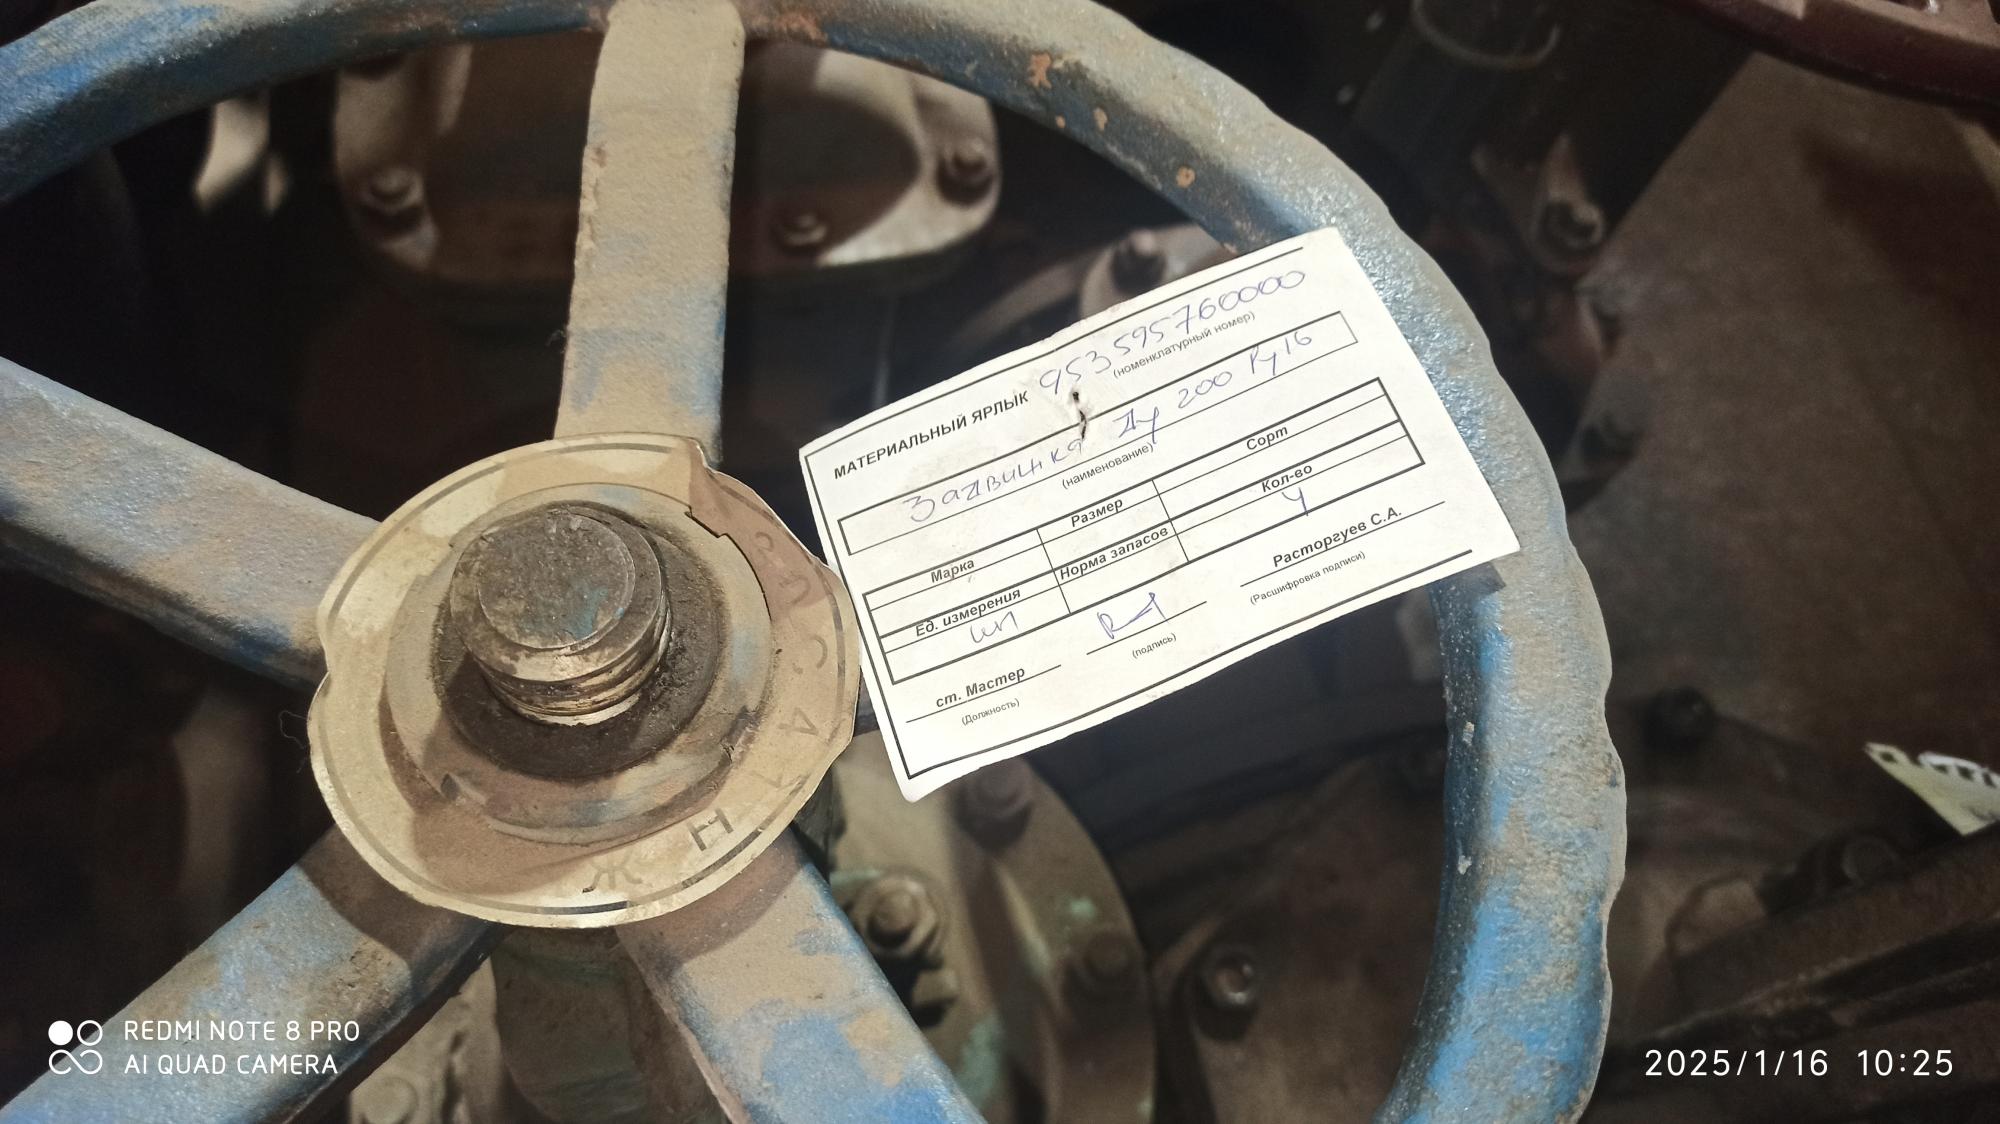 МАТЕРИАЛЬНЫЙ ЯРЛЫК 953595760000
(номенклатурный номер)
Задвижка Ду 200 Ру16
(наименование)
Марка Размер Сорт
Ед. измерения Норма запасов Кол-во
шт 4
ст. Мастер Расторгуев С.А.
(Должность) (подпись) (Расшифровка подписи)
REDMI NOTE 8 PRO
AI QUAD CAMERA
2025/1/16 10:25